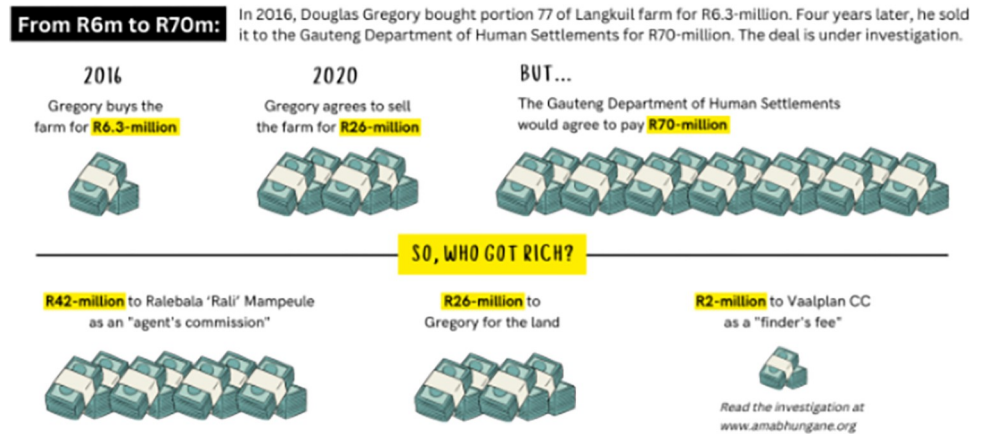 From R6m to R70m:
In 2016, Douglas Gregory bought portion 77 of Langkuil farm for R6.3-million. Four years later, he sold
it to the Gauteng Department of Human Settlements for R70-million. The deal is under investigation.
2016
Gregory buys the
farm for R6.3-million
2020
Gregory agrees to sell
the farm for R26-million
BUT...
The Gauteng Department of Human Settlements
would agree to pay R70-million
SO, WHO GOT RICH?
R42-million to Ralebala ‘Rali’ Mampeule
as an "agent's commission"
R26-million to
Gregory for the land
R2-million to Vaalplan CC
as a "finder's fee"
Read the investigation at
www.amabhungane.org